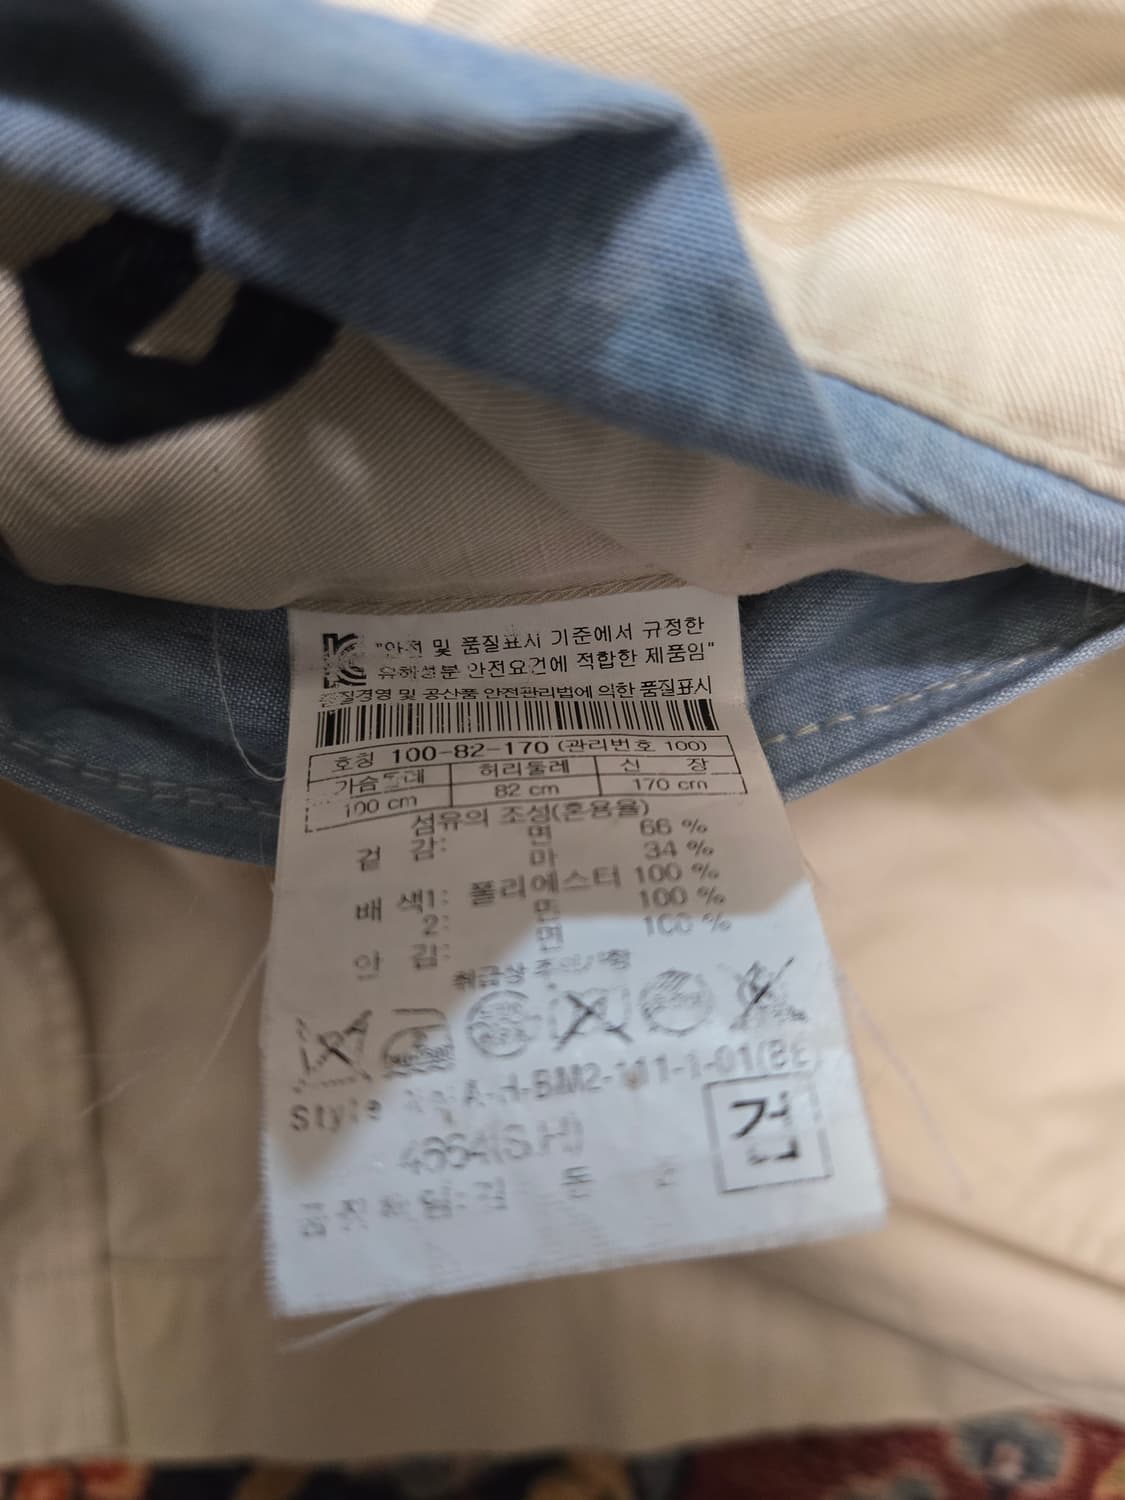 "안전 및 품질표시 기준에서 규정한
유해성분 안전요건에 적합한 제품임"
품질경영 및 공산품 안전관리법에 의한 품질표시
호칭 100-82-170 (관리번호 100)
가슴둘레 허리둘레 신 장
100 cm 82 cm 170 cm
섬유의 조성(혼용율)
겉 감: 면 66 %
마 34 %
배 색1: 폴리에스터 100 %
2: 면 100 %
안 감: 면 100 %
취급상 주의사항
Style
4664(S.H)
검